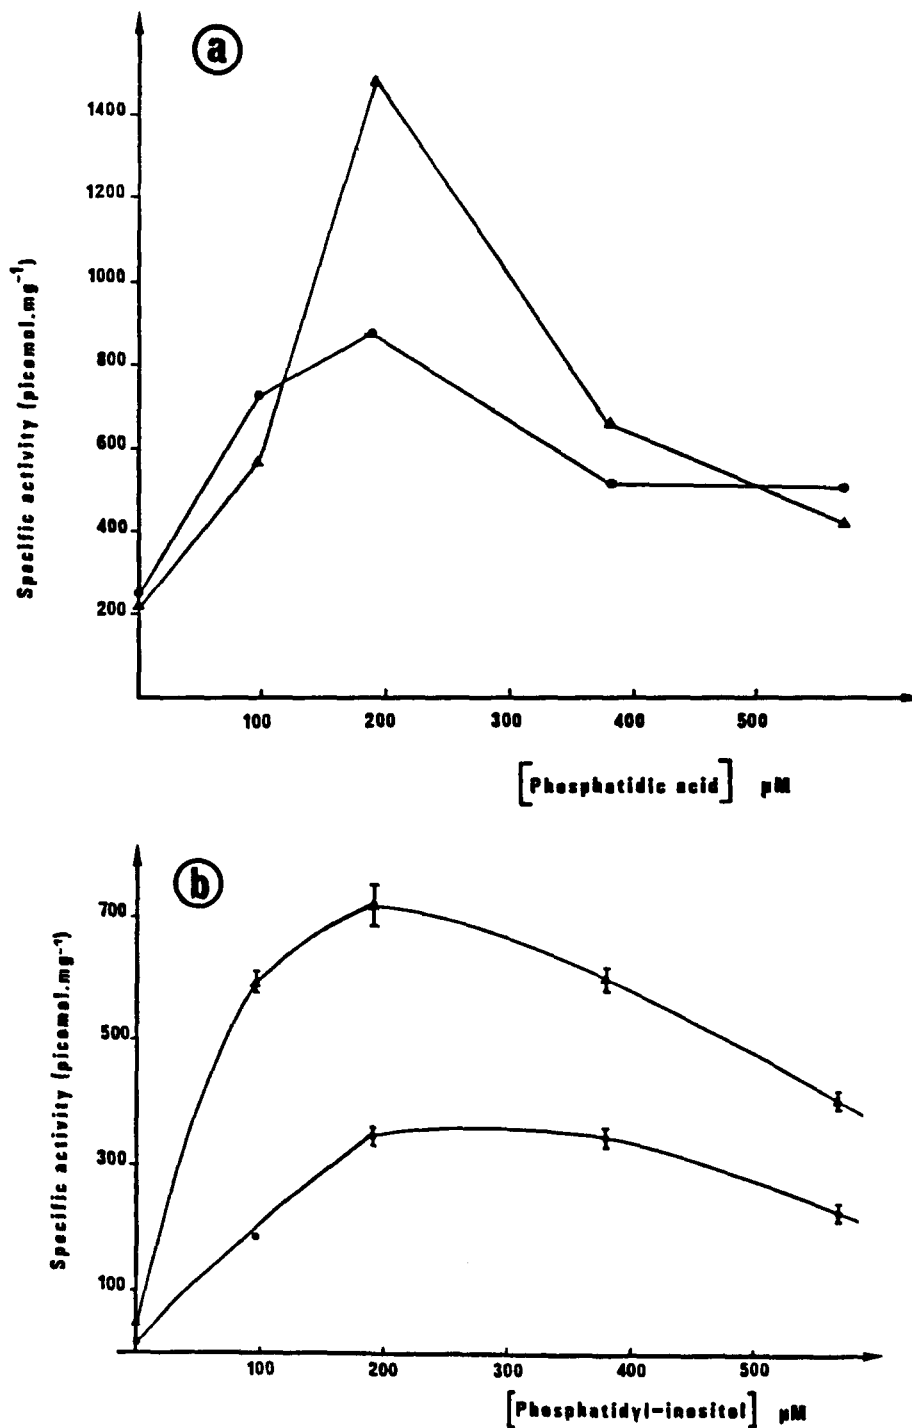 a
1400
1200
1000
800
600
400
200
Specific activity (picomol.mg⁻¹)
100 200 300 400 500
[Phosphatidic acid] µM
b
700
500
300
100
Specific activity (picomol.mg⁻¹)
100 200 300 400 500
[Phosphatidyl-inositol] µM